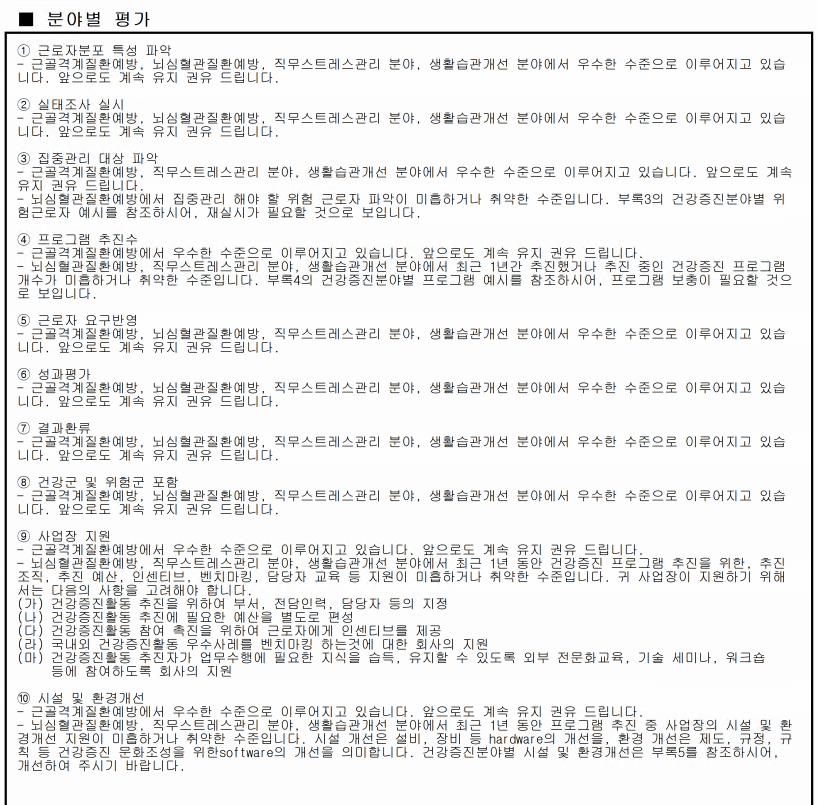 ■ 분야별 평가
① 근로자분포 특성 파악
- 근골격계질환예방, 뇌심혈관질환예방, 직무스트레스관리 분야, 생활습관개선 분야에서 우수한 수준으로 이루어지고 있습
니다. 앞으로도 계속 유지 권유 드립니다.
② 실태조사 실시
- 근골격계질환예방, 뇌심혈관질환예방, 직무스트레스관리 분야, 생활습관개선 분야에서 우수한 수준으로 이루어지고 있습
니다. 앞으로도 계속 유지 권유 드립니다.
③ 집중관리 대상 파악
- 근골격계질환예방, 직무스트레스관리 분야, 생활습관개선 분야에서 우수한 수준으로 이루어지고 있습니다. 앞으로도 계속
유지 권유 드립니다.
- 뇌심혈관질환예방에서 집중관리 해야 할 위험 근로자 파악이 미흡하거나 취약한 수준입니다. 부록3의 건강증진분야별 위
험근로자 예시를 참조하시어, 재실시가 필요할 것으로 보입니다.
④ 프로그램 추진수
- 근골격계질환예방에서 우수한 수준으로 이루어지고 있습니다. 앞으로도 계속 유지 권유 드립니다.
- 뇌심혈관질환예방, 직무스트레스관리 분야, 생활습관개선 분야에서 최근 1년간 추진했거나 추진 중인 건강증진 프로그램
개수가 미흡하거나 취약한 수준입니다. 부록4의 건강증진분야별 프로그램 예시를 참조하시어, 프로그램 보충이 필요할 것으
로 보입니다.
⑤ 근로자 요구반영
- 근골격계질환예방, 뇌심혈관질환예방, 직무스트레스관리 분야, 생활습관개선 분야에서 우수한 수준으로 이루어지고 있습
니다. 앞으로도 계속 유지 권유 드립니다.
⑥ 성과평가
- 근골격계질환예방, 뇌심혈관질환예방, 직무스트레스관리 분야, 생활습관개선 분야에서 우수한 수준으로 이루어지고 있습
니다. 앞으로도 계속 유지 권유 드립니다.
⑦ 결과환류
- 근골격계질환예방, 뇌심혈관질환예방, 직무스트레스관리 분야, 생활습관개선 분야에서 우수한 수준으로 이루어지고 있습
니다. 앞으로도 계속 유지 권유 드립니다.
⑧ 건강군 및 위험군 포함
- 근골격계질환예방, 뇌심혈관질환예방, 직무스트레스관리 분야, 생활습관개선 분야에서 우수한 수준으로 이루어지고 있습
니다. 앞으로도 계속 유지 권유 드립니다.
⑨ 사업장 지원
- 근골격계질환예방에서 우수한 수준으로 이루어지고 있습니다. 앞으로도 계속 유지 권유 드립니다.
- 뇌심혈관질환예방, 직무스트레스관리 분야, 생활습관개선 분야에서 최근 1년 동안 건강증진 프로그램 추진을 위한, 추진
조직, 추진 예산, 인센티브, 벤치마킹, 담당자 교육 등 지원이 미흡하거나 취약한 수준입니다. 귀 사업장이 지원하기 위해
서는 다음의 사항을 고려해야 합니다.
(가) 건강증진활동 추진을 위하여 부서, 전담인력, 담당자 등의 지정
(나) 건강증진활동 추진에 필요한 예산을 별도로 편성
(다) 건강증진활동 참여 촉진을 위하여 근로자에게 인센티브를 제공
(라) 국내외 건강증진활동 우수사례를 벤치마킹 하는것에 대한 회사의 지원
(마) 건강증진활동 추진자가 업무수행에 필요한 지식을 습득, 유지할 수 있도록 외부 전문화교육, 기술 세미나, 워크숍
등에 참여하도록 회사의 지원
⑩ 시설 및 환경개선
- 근골격계질환예방에서 우수한 수준으로 이루어지고 있습니다. 앞으로도 계속 유지 권유 드립니다.
- 뇌심혈관질환예방, 직무스트레스관리 분야, 생활습관개선 분야에서 최근 1년 동안 프로그램 추진 중 사업장의 시설 및 환
경개선 지원이 미흡하거나 취약한 수준입니다. 시설 개선은 설비, 장비 등 hardware의 개선을, 환경 개선은 제도, 규정, 규
칙 등 건강증진 문화조성을 위한software의 개선을 의미합니다. 건강증진분야별 시설 및 환경개선은 부록5를 참조하시어,
개선하여 주시기 바랍니다.